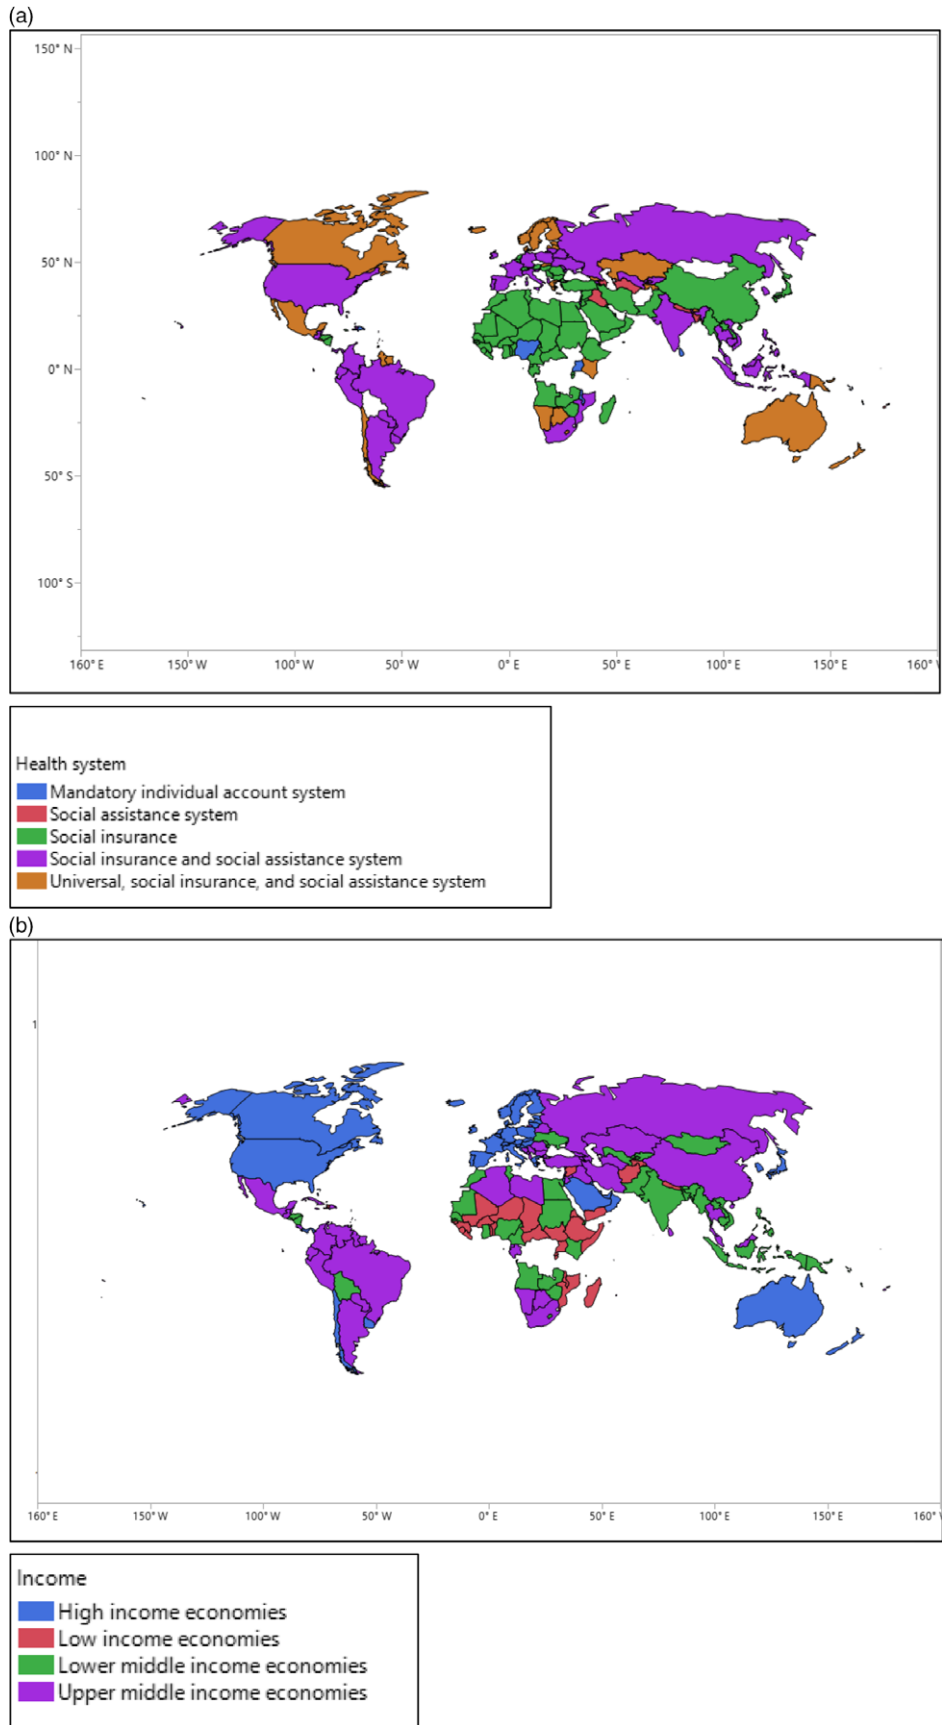 (a)
150° N
100° N
50° N
0° N
50° S
100° S
160° E 150° W 100° W 50° W 0° E 50° E 100° E 150° E 160° W
Health system
Mandatory individual account system
Social assistance system
Social insurance
Social insurance and social assistance system
Universal, social insurance, and social assistance system
(b)
1
160° E 150° W 100° W 50° W 0° E 50° E 100° E 150° E 160° W
Income
High income economies
Low income economies
Lower middle income economies
Upper middle income economies